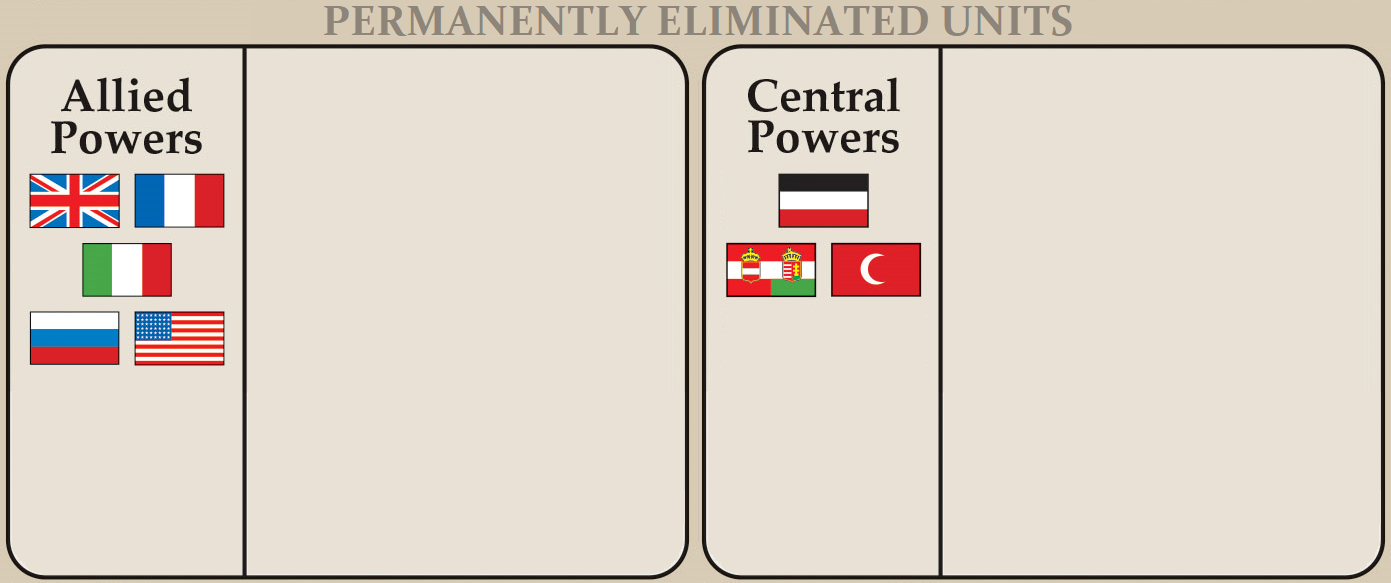 PERMANENTLY ELIMINATED UNITS
Allied
Powers
Central
Powers